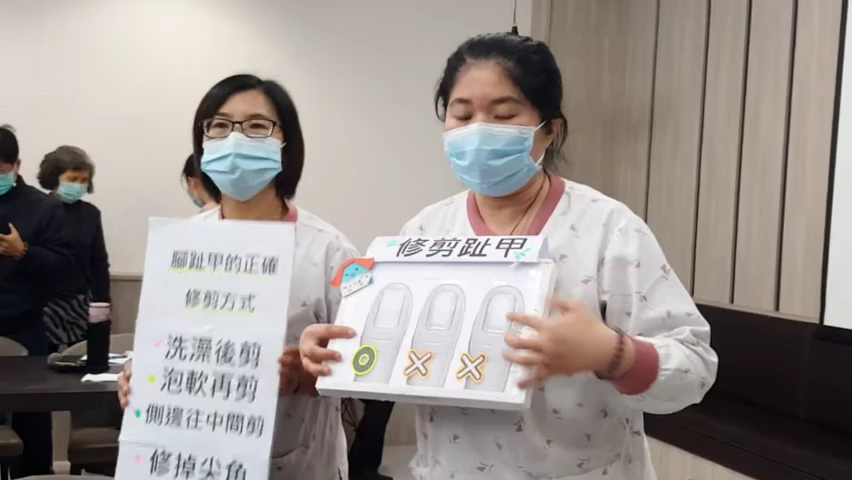 腳趾甲的正確
修剪方式
洗澡後剪
泡軟再剪
側邊往中間剪
修掉尖角
修剪趾甲